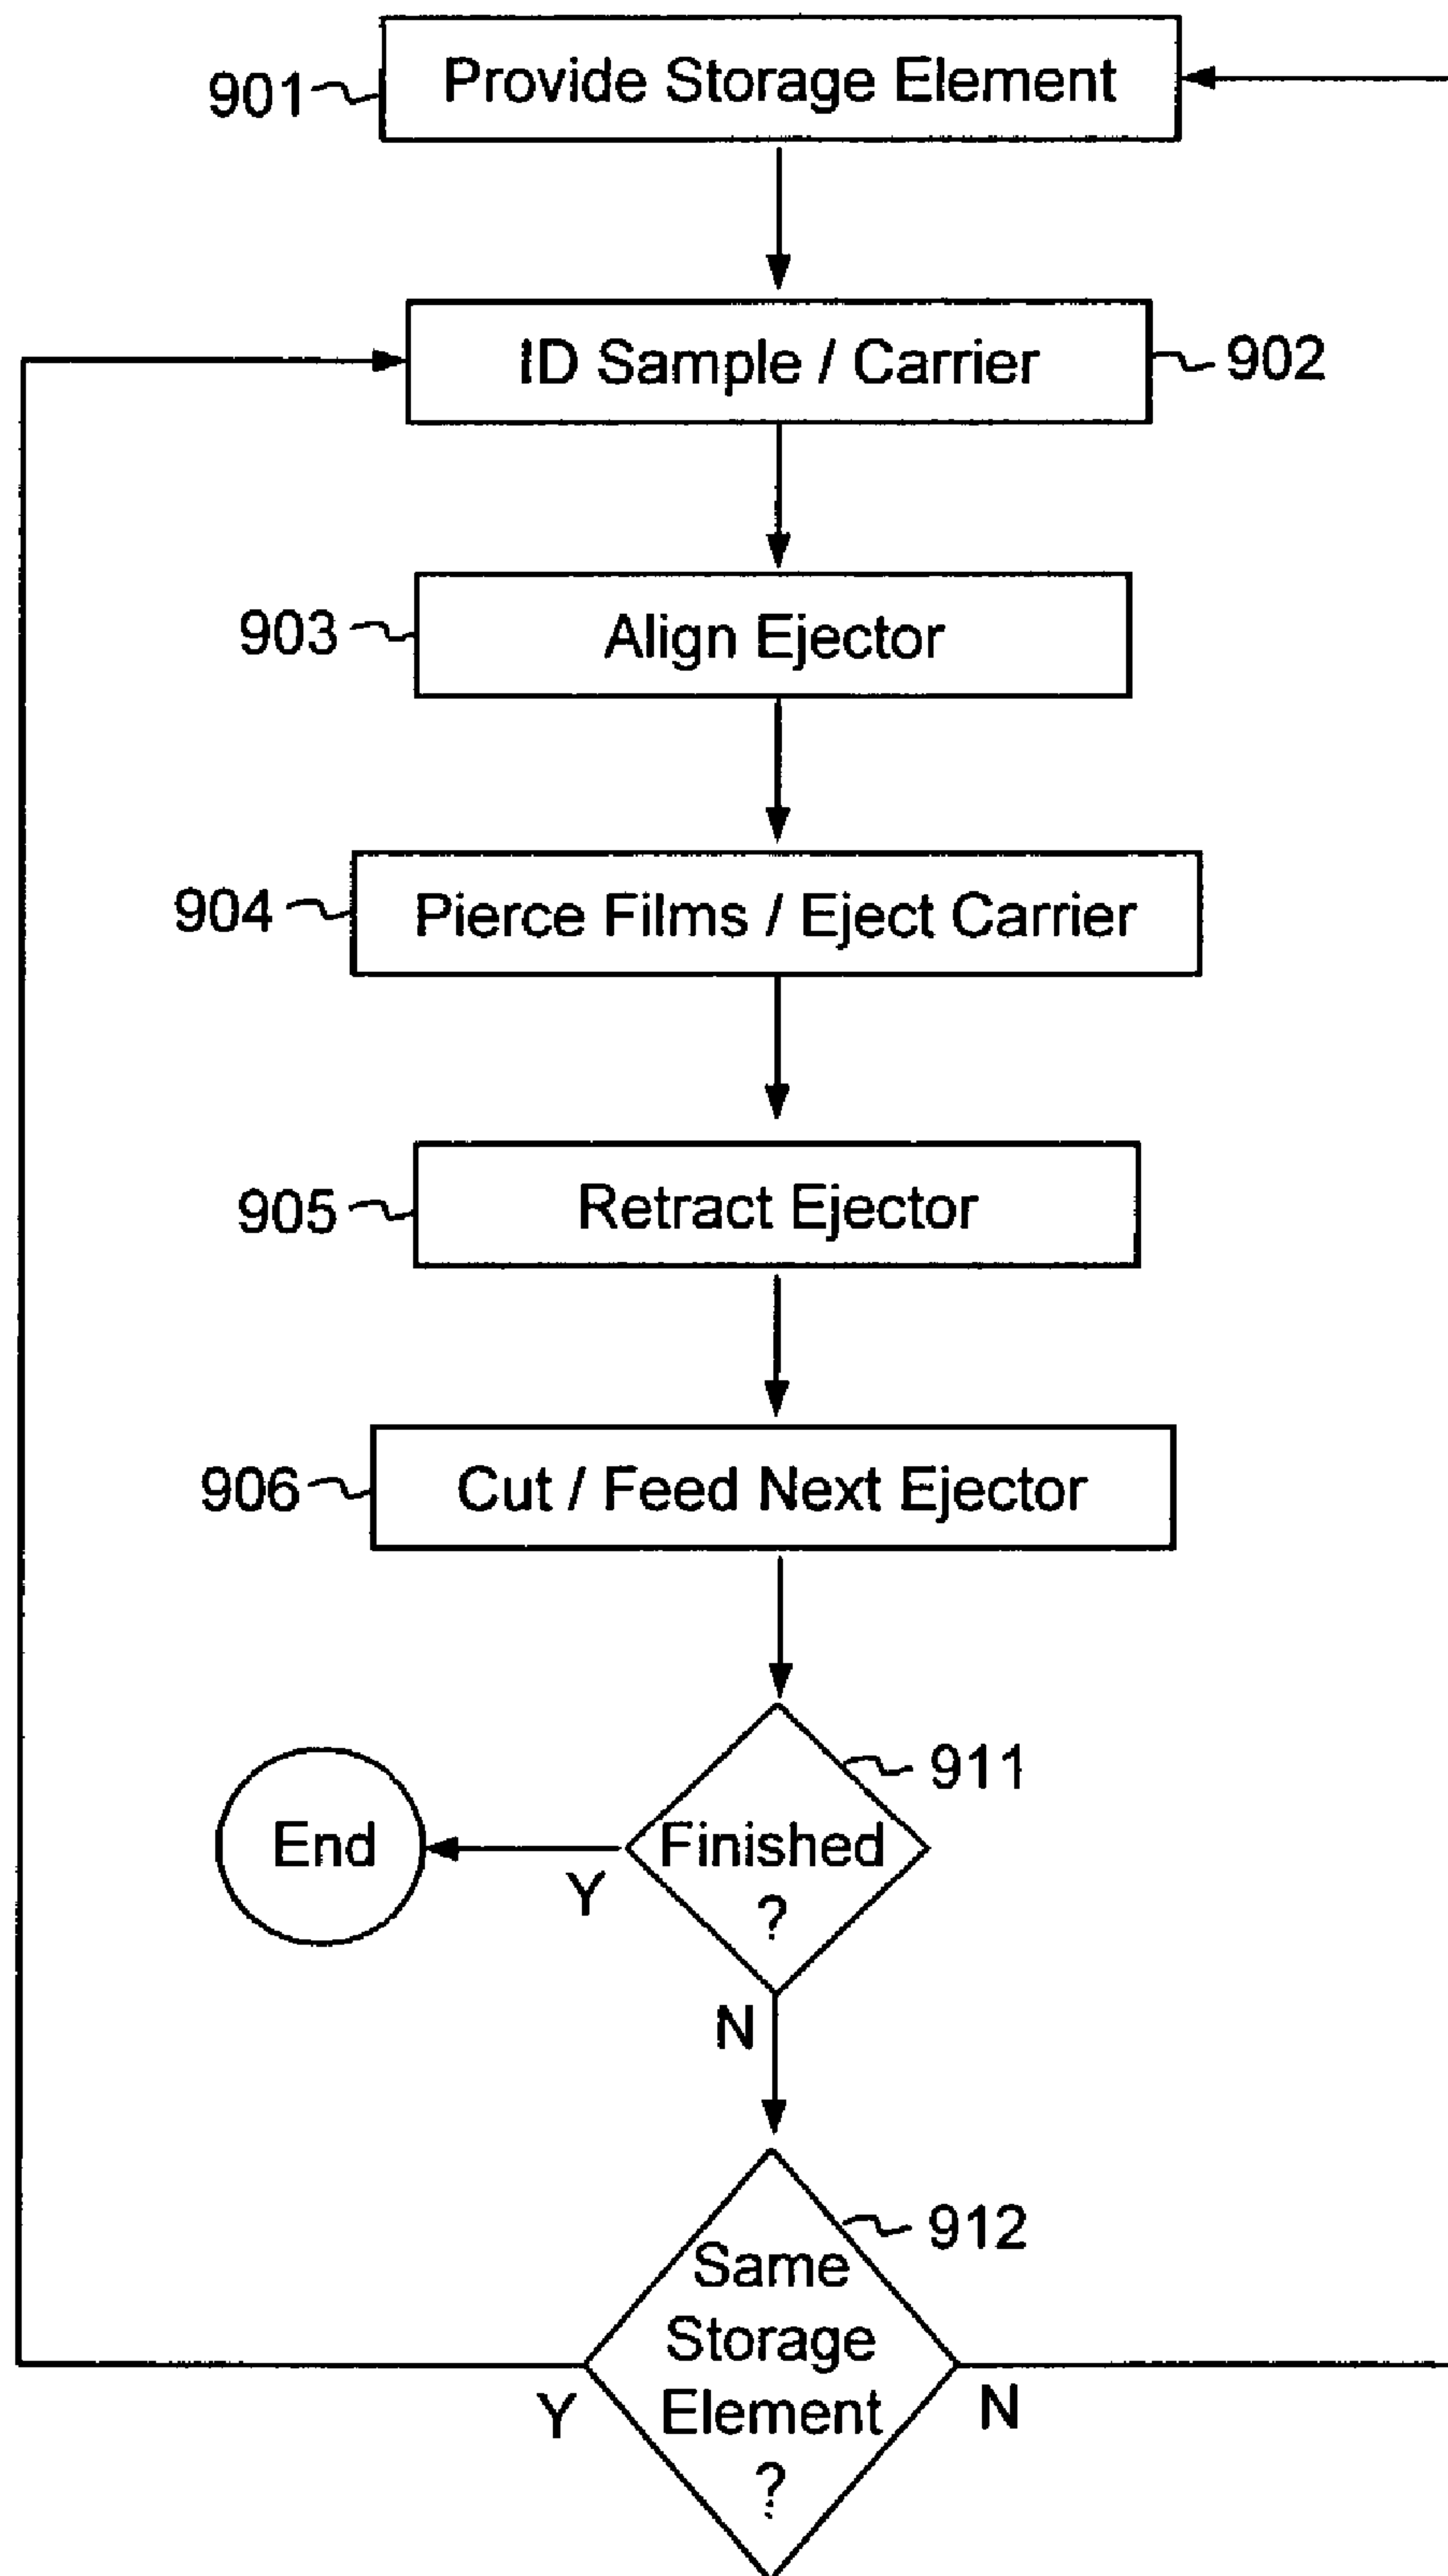 901
Provide Storage Element
ID Sample / Carrier
902
903
Align Ejector
904
Pierce Films / Eject Carrier
905
Retract Ejector
906
Cut / Feed Next Ejector
911
End
Y
Finished
?
N
912
Same
Storage
Element
?
Y
N